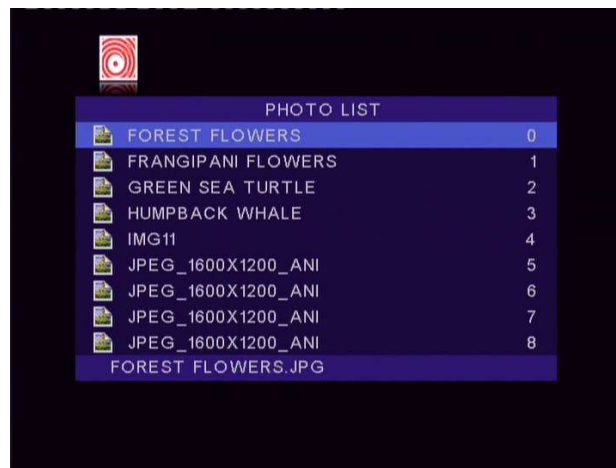 PHOTO LIST
FOREST FLOWERS 0
FRANGIPANI FLOWERS 1
GREEN SEA TURTLE 2
HUMPBACK WHALE 3
IMG11 4
JPEG_1600X1200_ANI 5
JPEG_1600X1200_ANI 6
JPEG_1600X1200_ANI 7
JPEG_1600X1200_ANI 8
FOREST FLOWERS.JPG